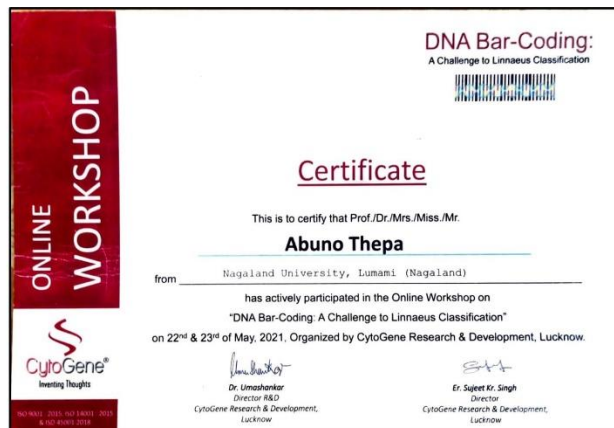 DNA Bar-Coding:
A Challenge to Linnaeus Classification
ONLINE
WORKSHOP
Certificate
This is to certify that Prof./Dr./Mrs./Miss./Mr.
Abuno Thepa
from Nagaland University, Lumami (Nagaland)
has actively participated in the Online Workshop on
“DNA Bar-Coding: A Challenge to Linnaeus Classification”
on 22nd & 23rd of May, 2021, Organized by CytoGene Research & Development, Lucknow.
CytoGene®
Inventing Thoughts
ISO 9001 : 2015, ISO 14001 : 2015
& ISO 45001:2018
Dr. Umashankar
Director R&D
CytoGene Research & Development,
Lucknow
Er. Sujeet Kr. Singh
Director
CytoGene Research & Development,
Lucknow